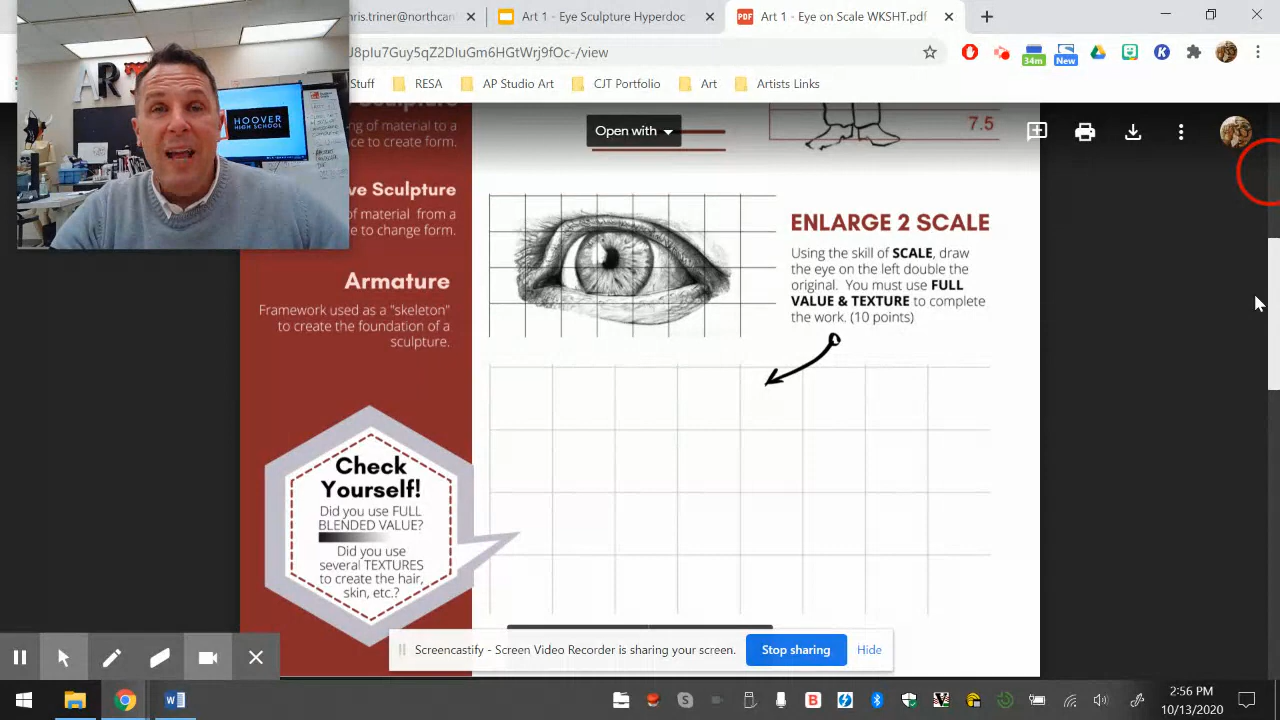 hris.triner@northcan
Art 1 - Eye Sculpture Hyperdoc
Art 1 - Eye on Scale WKSHT.pdf
J8pIu7Guy5qZ2DIuGm6HGtWrj9fOc-/view
34m
New
Stuff
RESA
AP Studio Art
CJT Portfolio
Art
Artists Links
Open with
7.5
AR
HOOVER
HIGH SCHOOL
Sculpture
ng of material to a
ce to create form.
ve Sculpture
of material from a
e to change form.
Armature
Framework used as a "skeleton"
to create the foundation of a
sculpture.
ENLARGE 2 SCALE
Using the skill of SCALE, draw
the eye on the left double the
original. You must use FULL
VALUE & TEXTURE to complete
the work. (10 points)
Check
Yourself!
Did you use FULL
BLENDED VALUE?
Did you use
several TEXTURES
to create the hair,
skin, etc.?
Screencastify - Screen Video Recorder is sharing your screen.
Stop sharing
Hide
2:56 PM
10/13/2020